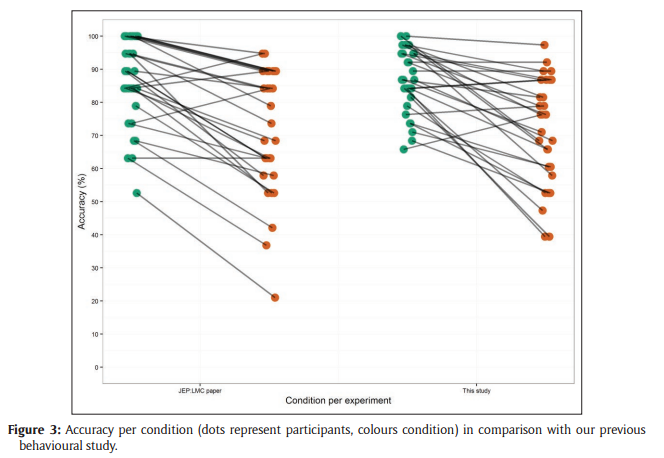 100
90
80
70
60
50
40
30
20
10
0
Accuracy (%)
JEP:LMC paper This study
Condition per experiment
Figure 3: Accuracy per condition (dots represent participants, colours condition) in comparison with our previous
behavioural study.